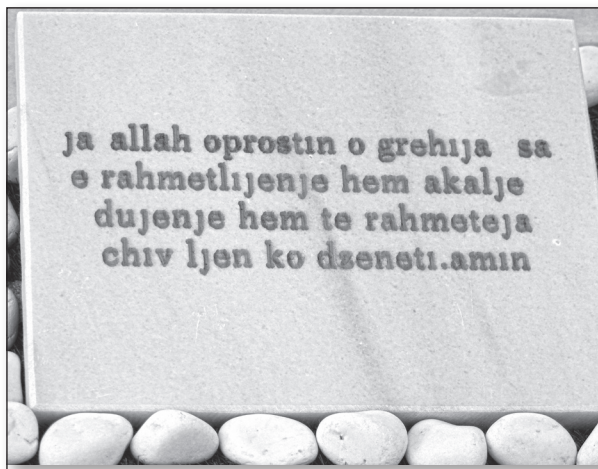 ja allah oprostın o grehıja sa
e rahmetlıjenje hem akalje
dujenje hem te rahmeteja
chıv ljen ko dzenetı.amın